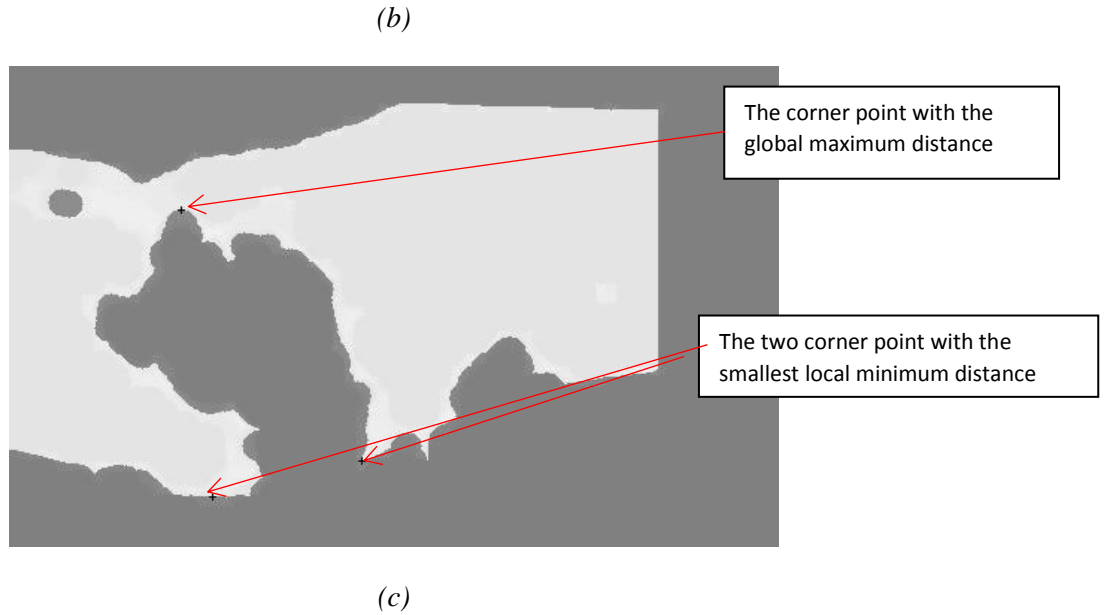 (b)
The corner point with the
global maximum distance
The two corner point with the
smallest local minimum distance
(c)